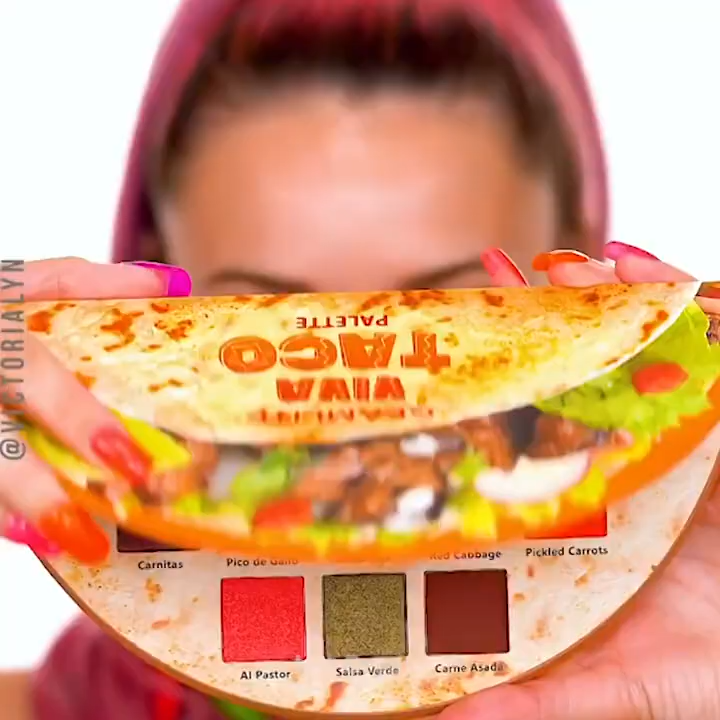 @VICTORIALYN
PALETTE
TACO
VIVA
Carnitas
Pico de Gallo
Red Cabbage
Pickled Carrots
Al Pastor
Salsa Verde
Carne Asada